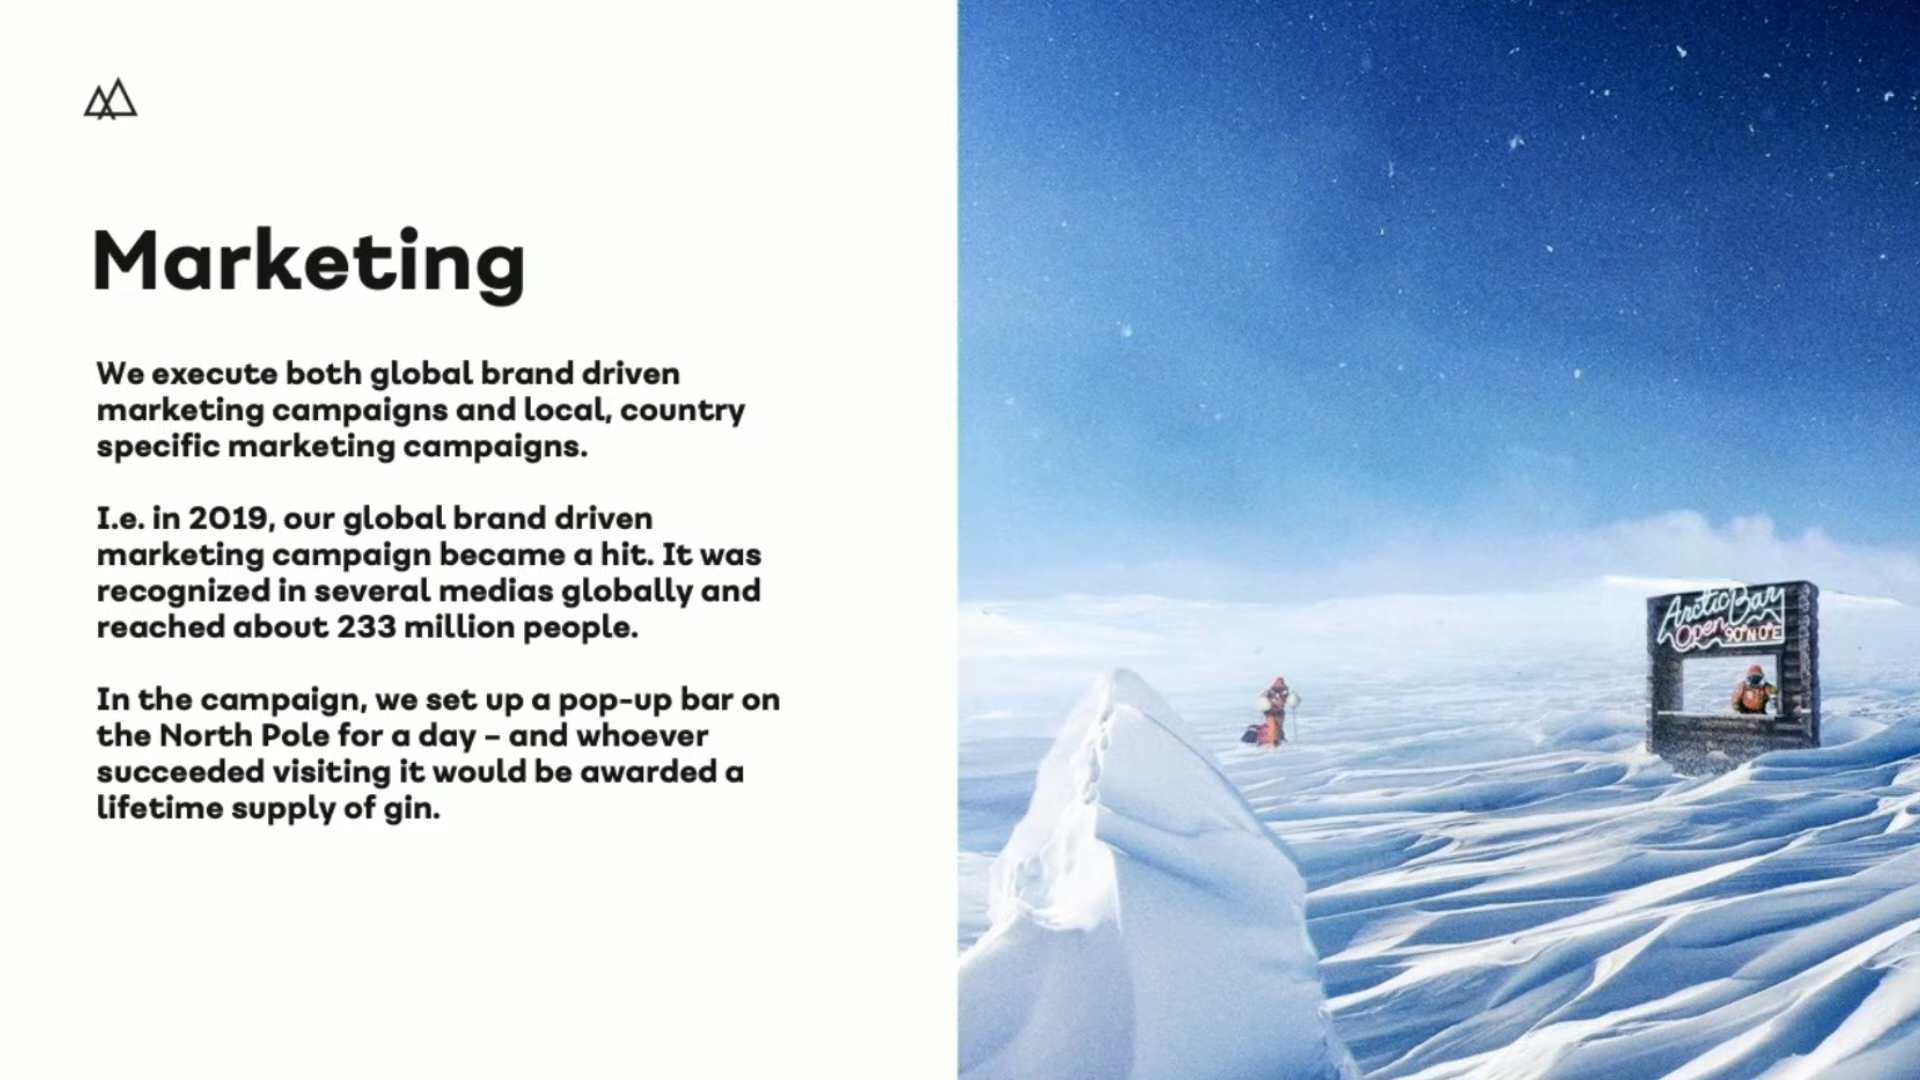 Marketing
We execute both global brand driven
marketing campaigns and local, country
specific marketing campaigns.
I.e. in 2019, our global brand driven
marketing campaign became a hit. It was
recognized in several medias globally and
reached about 233 million people.
In the campaign, we set up a pop-up bar on
the North Pole for a day – and whoever
succeeded visiting it would be awarded a
lifetime supply of gin.
Arctic Bar
Open 90°N 0°E